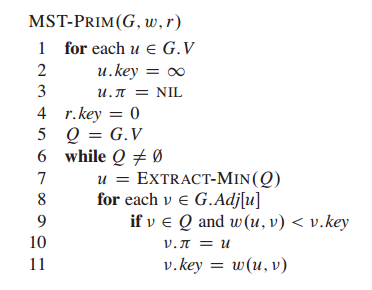 MST-PRIM(G, w, r)
1 for each u ∈ G.V
2 u.key = ∞
3 u.π = NIL
4 r.key = 0
5 Q = G.V
6 while Q ≠ ∅
7 u = EXTRACT-MIN(Q)
8 for each v ∈ G.Adj[u]
9 if v ∈ Q and w(u, v) < v.key
10 v.π = u
11 v.key = w(u, v)